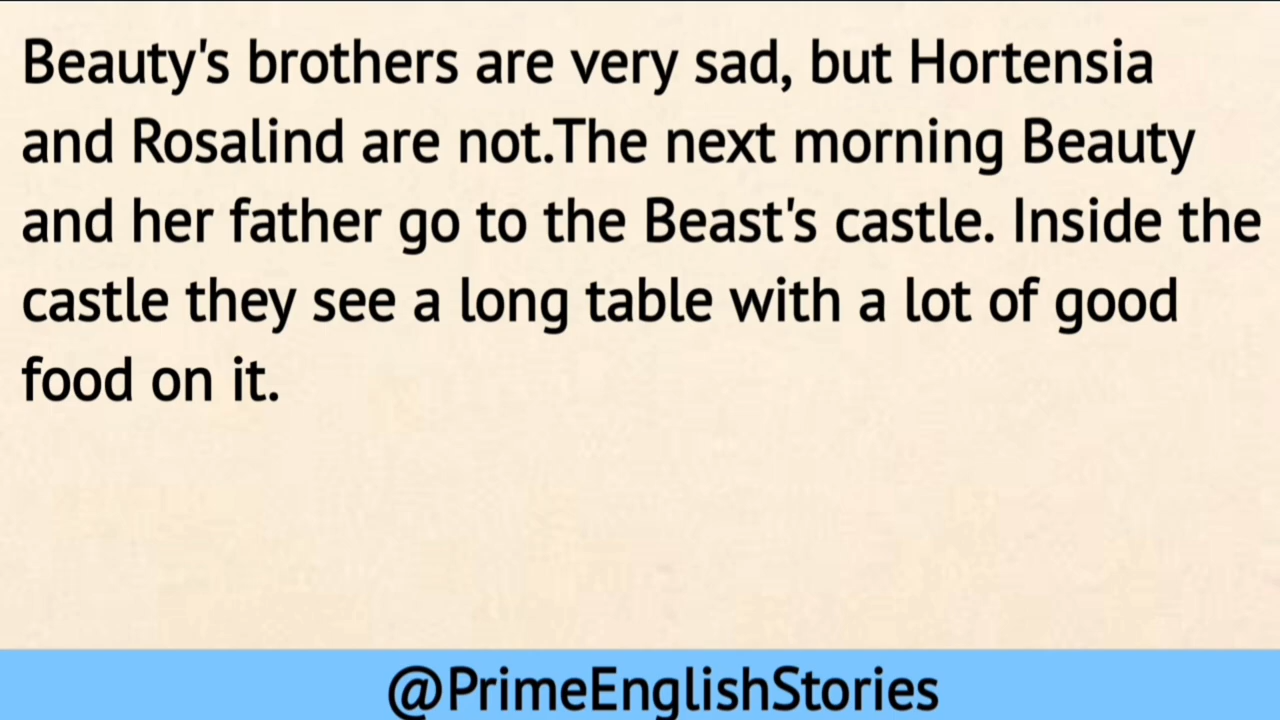 Beauty's brothers are very sad, but Hortensia
and Rosalind are not.The next morning Beauty
and her father go to the Beast's castle. Inside the
castle they see a long table with a lot of good
food on it.
@PrimeEnglishStories